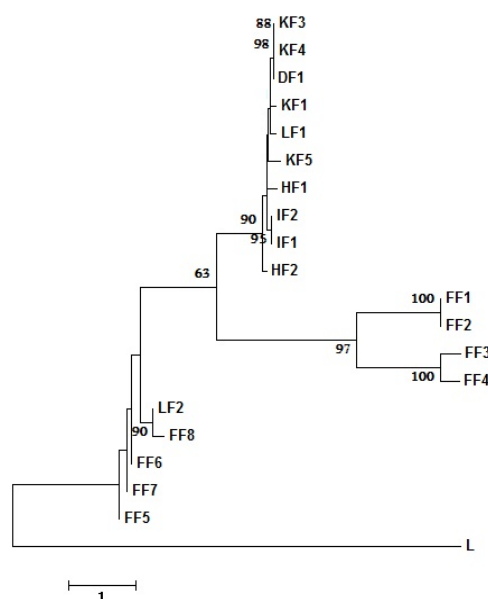 88 KF3
98 KF4
DF1
KF1
LF1
KF5
HF1
90 IF2
95 IF1
HF2
63
100 FF1
FF2
97 FF3
100 FF4
LF2
90 FF8
FF6
FF7
FF5
L
1